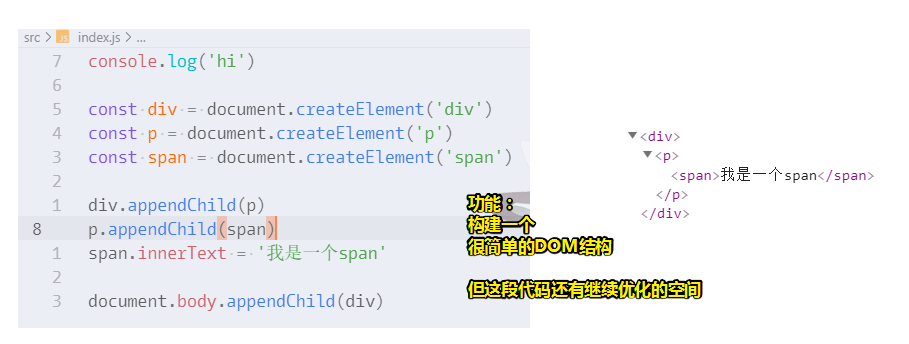 src > JS index.js > ...
7 console.log('hi')
6
5 const div = document.createElement('div')
4 const p = document.createElement('p')
3 const span = document.createElement('span')
2
1 div.appendChild(p)
8 p.appendChild(span)
1 span.innerText = '我是一个span'
2
3 document.body.appendChild(div)
功能：
构建一个
很简单的DOM结构
但这段代码还有继续优化的空间
▼<div>
▼<p>
<span>我是一个span</span>
</p>
</div>